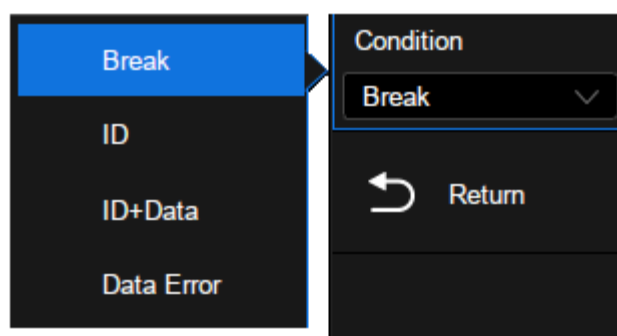 Break
ID
ID+Data
Data Error
Condition
Break
Return